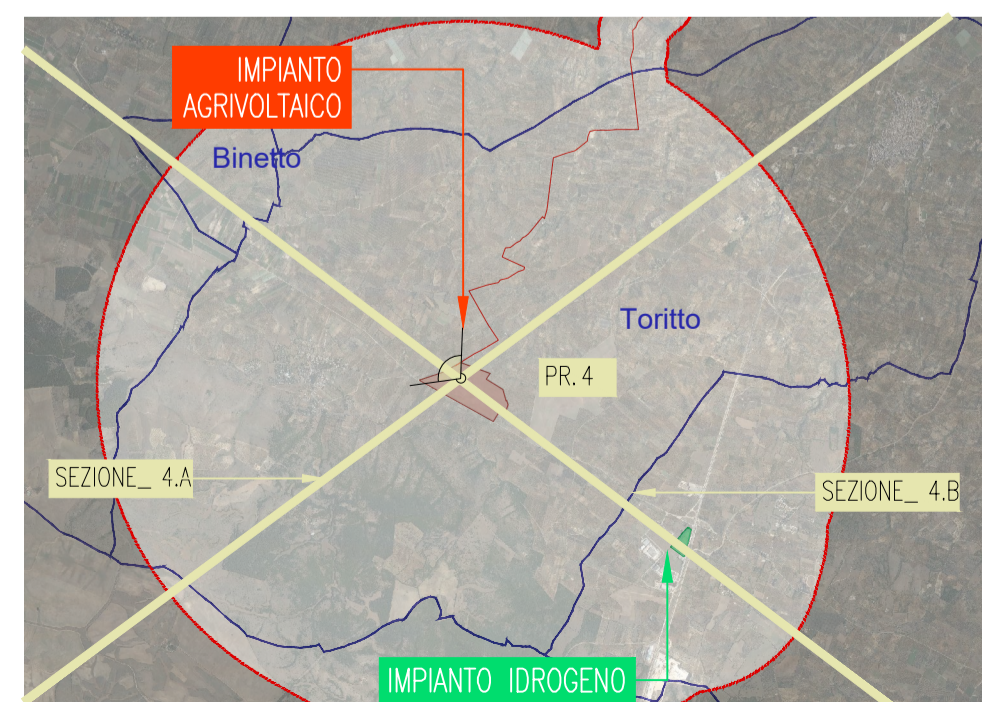 IMPIANTO
AGRIVOLTAICO
Binetto
Toritto
PR. 4
SEZIONE_ 4.A
SEZIONE_ 4.B
IMPIANTO IDROGENO